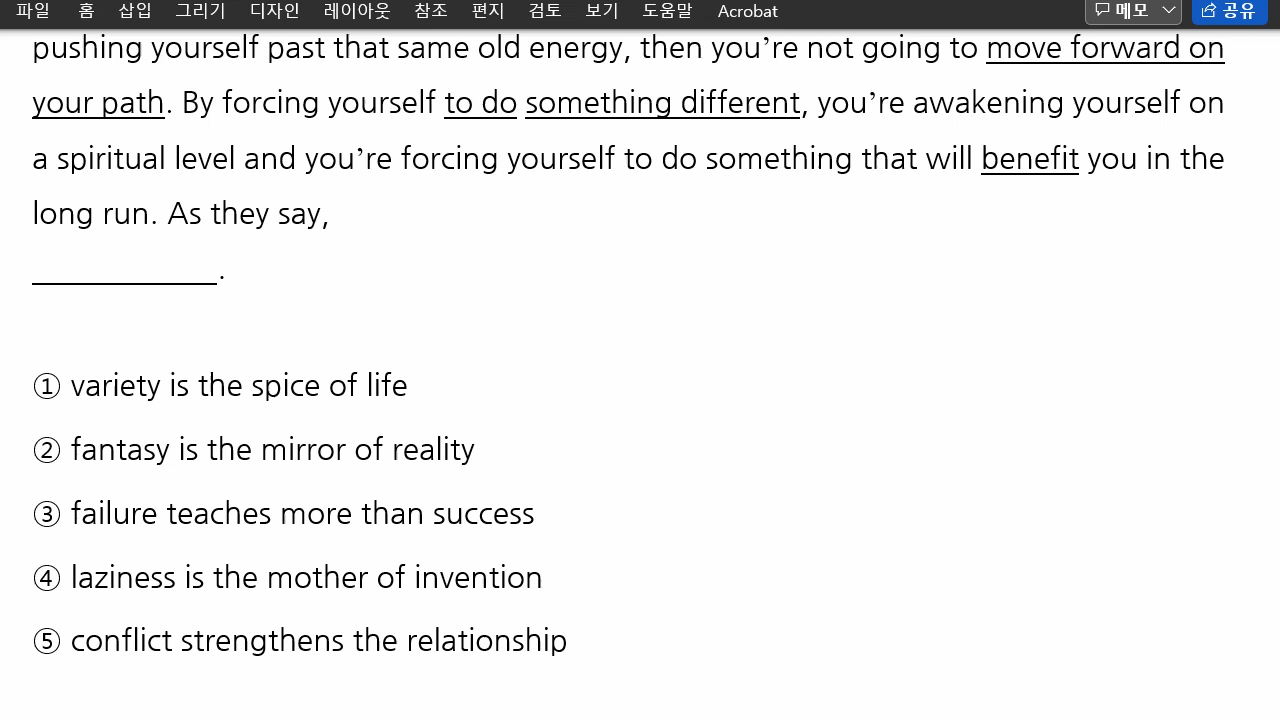 파일 홈 삽입 그리기 디자인 레이아웃 참조 편지 검토 보기 도움말 Acrobat 메모 공유
pushing yourself past that same old energy, then you’re not going to move forward on
your path. By forcing yourself to do something different, you’re awakening yourself on
a spiritual level and you’re forcing yourself to do something that will benefit you in the
long run. As they say,
____________.
① variety is the spice of life
② fantasy is the mirror of reality
③ failure teaches more than success
④ laziness is the mother of invention
⑤ conflict strengthens the relationship